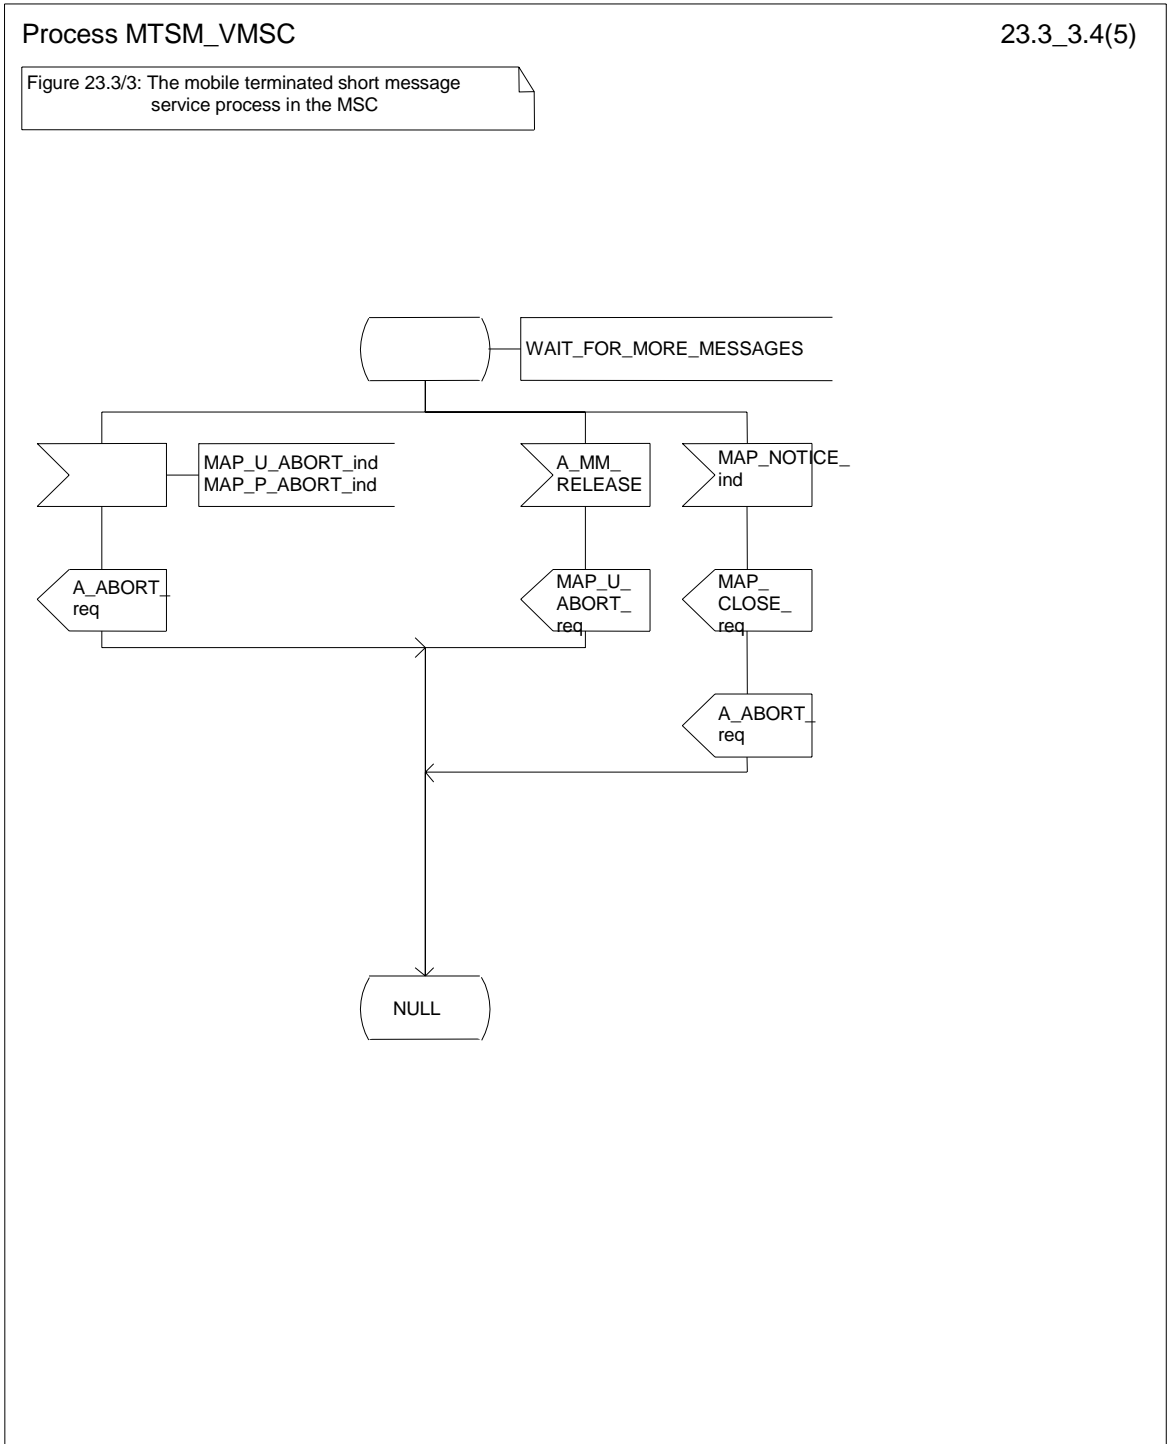 Process MTSM_VMSC
23.3_3.4(5)
Figure 23.3/3: The mobile terminated short message
service process in the MSC
WAIT_FOR_MORE_MESSAGES
MAP_U_ABORT_ind
MAP_P_ABORT_ind
A_MM_
RELEASE
MAP_NOTICE_
ind
A_ABORT_
req
MAP_U_
ABORT_
req
MAP_
CLOSE_
req
A_ABORT_
req
NULL